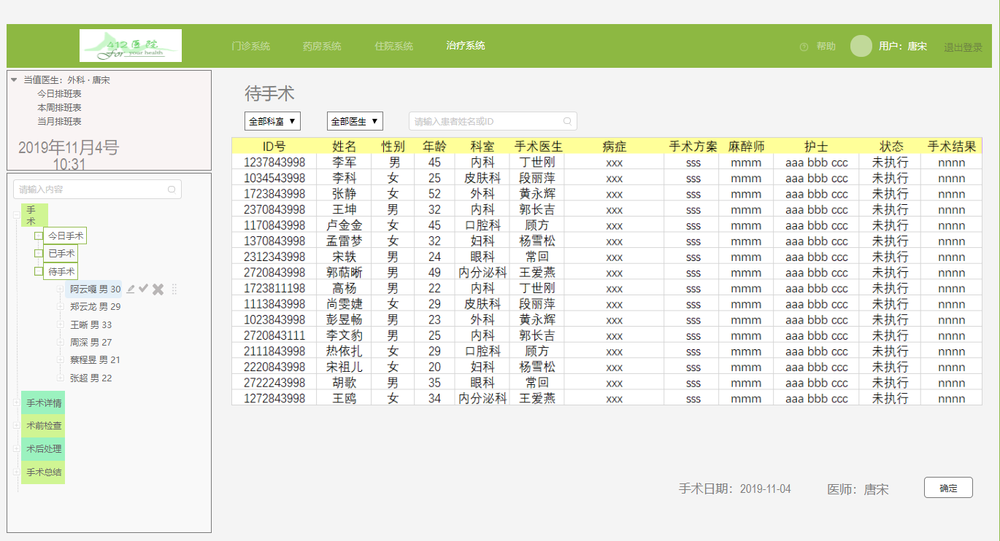 412医院
For your health
门诊系统 药房系统 住院系统 治疗系统 帮助 用户：唐宋 退出登录
当值医生：外科 · 唐宋
今日排班表
本周排班表
当月排班表
2019年11月4号
10:31
请输入内容
手
术
今日手术
已手术
待手术
阿云嘎 男 30
郑云龙 男 29
王晰 男 33
周深 男 27
蔡程昱 男 21
张超 男 22
手术详情
术前检查
术后处理
手术总结
待手术
全部科室 ▼ 全部医生 ▼ 请输入患者姓名或ID
ID号 姓名 性别 年龄 科室 手术医生 病症 手术方案 麻醉师 护士 状态 手术结果
1237843998 李军 男 45 内科 丁世刚 xxx sss mmm aaa bbb ccc 未执行 nnnn
1034543998 李科 女 25 皮肤科 段丽萍 xxx sss mmm aaa bbb ccc 未执行 nnnn
1723843998 张静 女 52 外科 黄永辉 xxx sss mmm aaa bbb ccc 未执行 nnnn
2370843998 王坤 男 32 内科 郭长吉 xxx sss mmm aaa bbb ccc 未执行 nnnn
1170843998 卢金金 女 45 口腔科 顾方 xxx sss mmm aaa bbb ccc 未执行 nnnn
1370843998 孟雷梦 女 32 妇科 杨雪松 xxx sss mmm aaa bbb ccc 未执行 nnnn
2312343998 宋轶 男 24 眼科 常回 xxx sss mmm aaa bbb ccc 未执行 nnnn
2720843998 郭萜晰 男 49 内分泌科 王爱燕 xxx sss mmm aaa bbb ccc 未执行 nnnn
1723811198 高杨 男 22 内科 丁世刚 xxx sss mmm aaa bbb ccc 未执行 nnnn
1113843998 尚雯婕 女 29 皮肤科 段丽萍 xxx sss mmm aaa bbb ccc 未执行 nnnn
1023843998 彭昱畅 男 23 外科 黄永辉 xxx sss mmm aaa bbb ccc 未执行 nnnn
2720843111 李文豹 男 25 内科 郭长吉 xxx sss mmm aaa bbb ccc 未执行 nnnn
2111843998 热依扎 女 29 口腔科 顾方 xxx sss mmm aaa bbb ccc 未执行 nnnn
2220843998 宋祖儿 女 20 妇科 杨雪松 xxx sss mmm aaa bbb ccc 未执行 nnnn
2722243998 胡歌 男 35 眼科 常回 xxx sss mmm aaa bbb ccc 未执行 nnnn
1272843998 王鸥 女 34 内分泌科 王爱燕 xxx sss mmm aaa bbb ccc 未执行 nnnn
手术日期：2019-11-04 医师：唐宋 确定